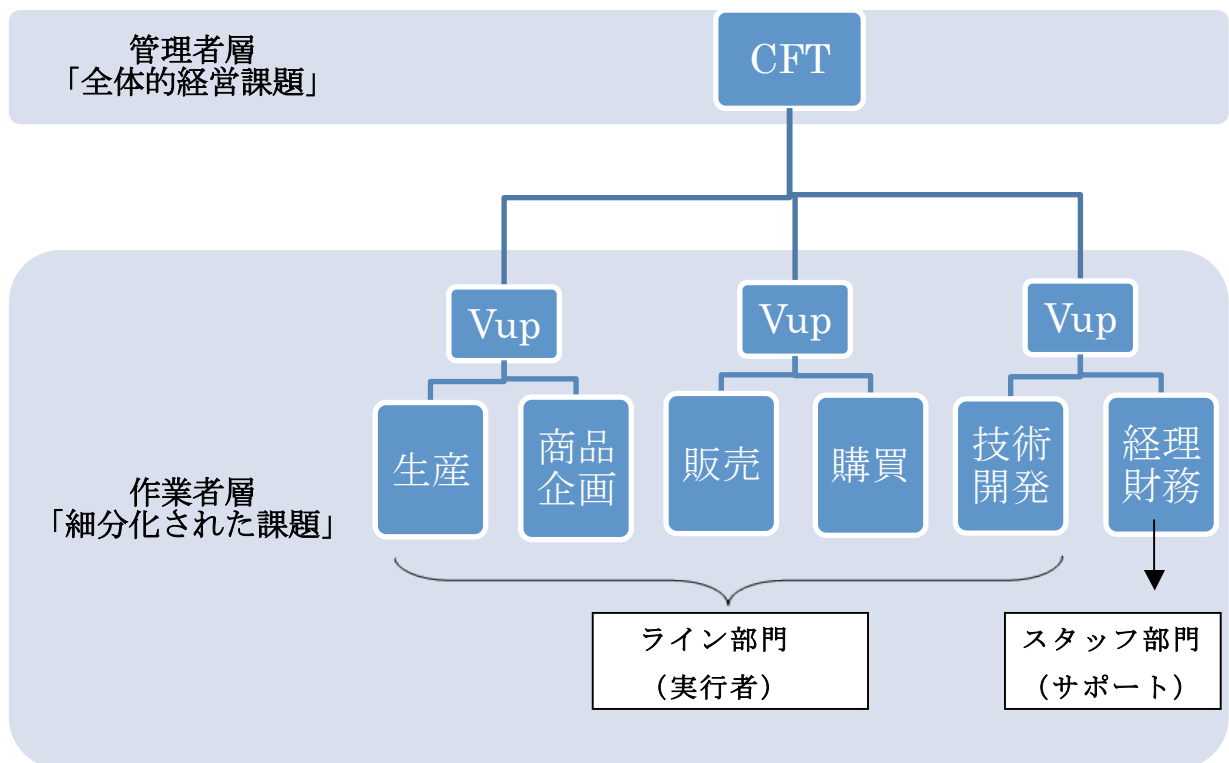 管理者層
「全体的経営課題」
CFT
Vup
Vup
Vup
生産
商品
企画
販売
購買
技術
開発
経理
財務
作業者層
「細分化された課題」
ライン部門
（実行者）
スタッフ部門
（サポート）